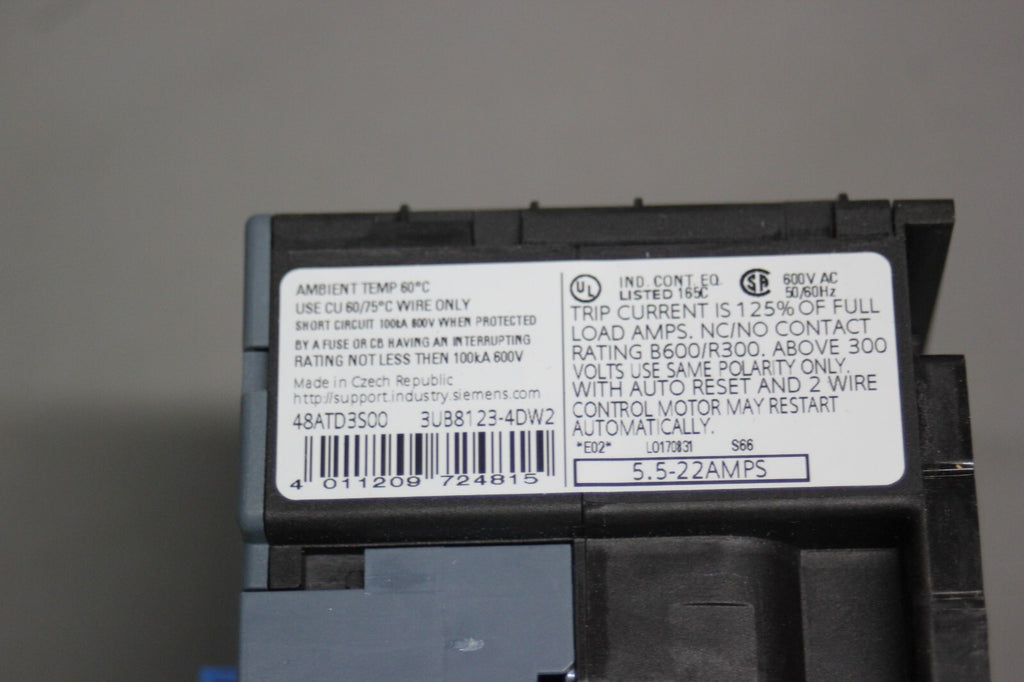 AMBIENT TEMP 60°C
USE CU 60/75°C WIRE ONLY
SHORT CIRCUIT 100kA 600V WHEN PROTECTED
BY A FUSE OR CB HAVING AN INTERRUPTING
RATING NOT LESS THEN 100kA 600V
Made in Czech Republic
http://support.industry.siemens.com
48ATD3S00 3UB8123-4DW2
4 011209 724815
UL IND. CONT. EQ. SA 600V AC
LISTED 165C 50/60Hz
TRIP CURRENT IS 125% OF FULL
LOAD AMPS. NC/NO CONTACT
RATING B600/R300. ABOVE 300
VOLTS USE SAME POLARITY ONLY.
WITH AUTO RESET AND 2 WIRE
CONTROL MOTOR MAY RESTART
AUTOMATICALLY.
*E02* L0170831 S66
5.5-22AMPS